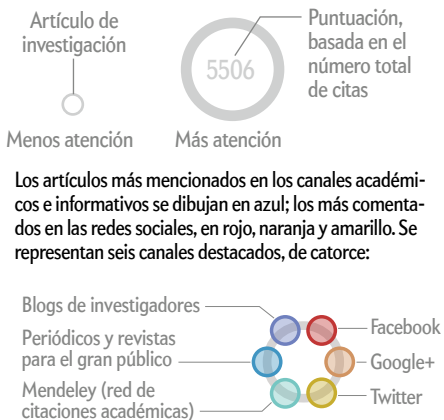 Artículo de
investigación
5506
Puntuación,
basada en el
número total
de citas
Menos atención
Más atención
Los artículos más mencionados en los canales académi-
cos e informativos se dibujan en azul; los más comenta-
dos en las redes sociales, en rojo, naranja y amarillo. Se
representan seis canales destacados, de catorce:
Blogs de investigadores
Periódicos y revistas
para el gran público
Mendeley (red de
citaciones académicas)
Facebook
Google+
Twitter